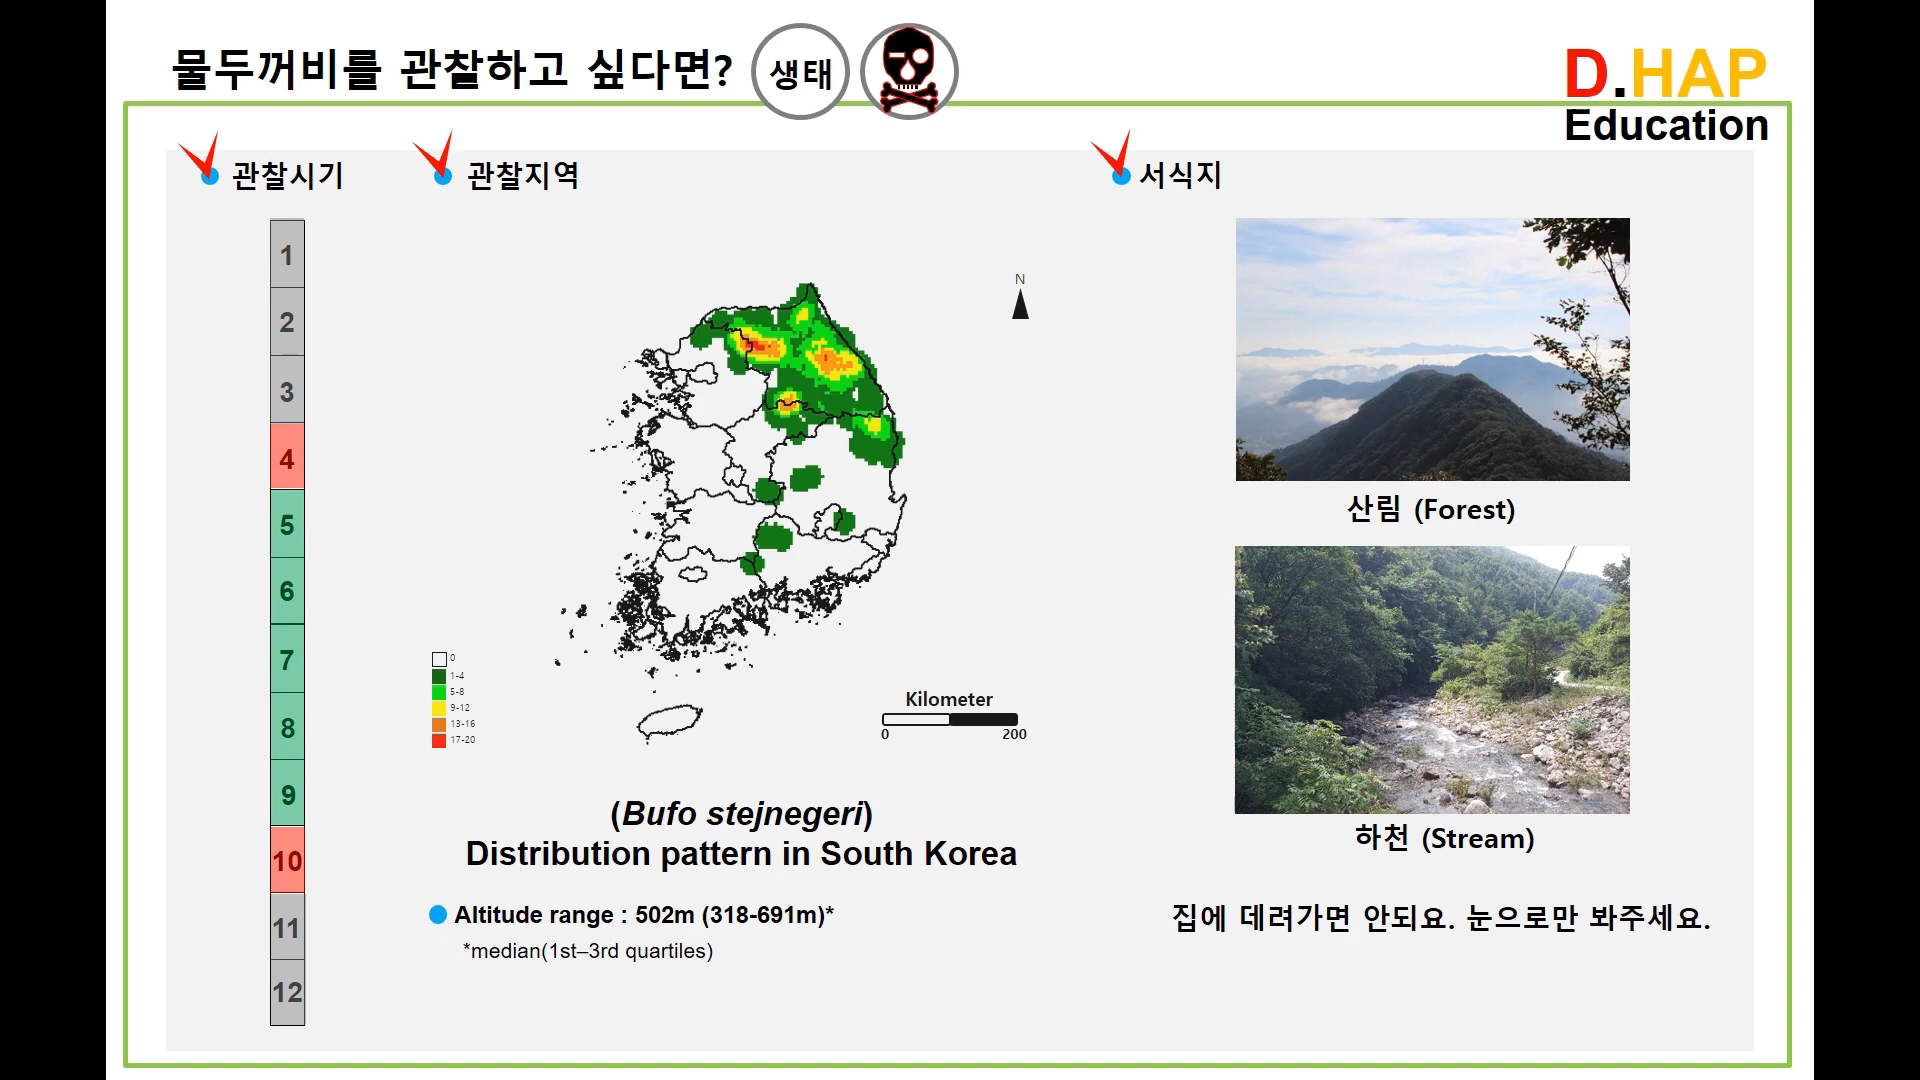 물두꺼비를 관찰하고 싶다면?
생태
D.HAP
Education
관찰시기
관찰지역
서식지
1
2
3
4
5
6
7
8
9
10
11
12
N
0
1-4
5-8
9-12
13-16
17-20
Kilometer
0 200
(Bufo stejnegeri)
Distribution pattern in South Korea
Altitude range : 502m (318-691m)*
*median(1st–3rd quartiles)
산림 (Forest)
하천 (Stream)
집에 데려가면 안되요. 눈으로만 봐주세요.